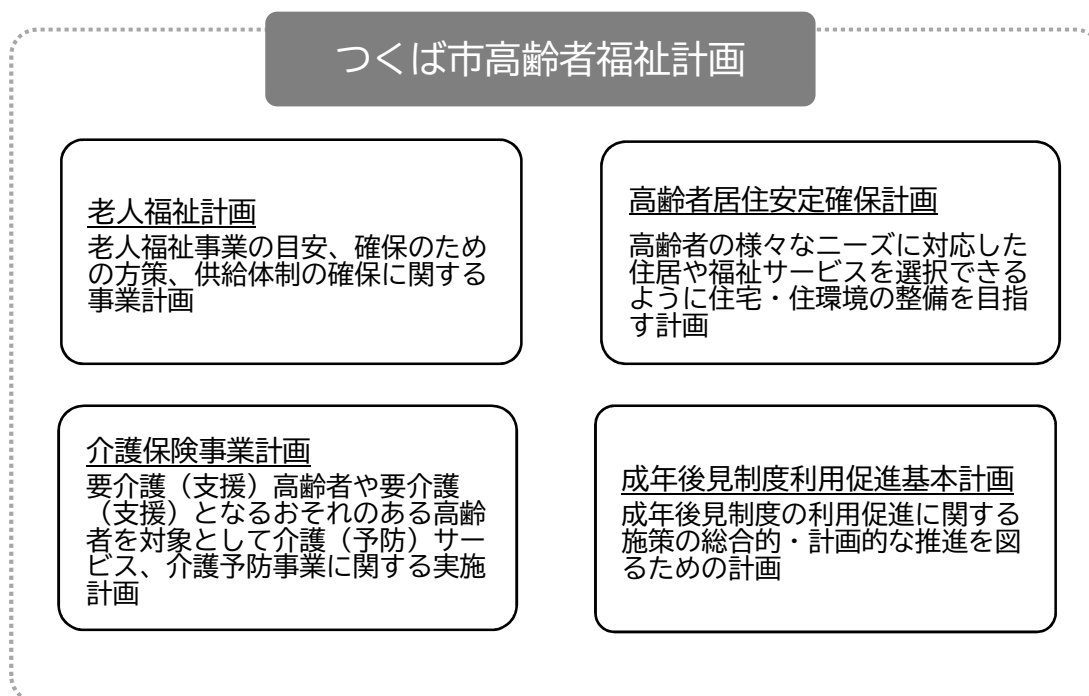 つくば市高齢者福祉計画
老人福祉計画
老人福祉事業の目安、確保のため
の方策、供給体制の確保に関する
事業計画
高齢者居住安定確保計画
高齢者の様々なニーズに対応した
住居や福祉サービスを選択できる
ように住宅・住環境の整備を目指
す計画
介護保険事業計画
要介護（支援）高齢者や要介護
（支援）となるおそれのある高齢
者を対象として介護（予防）サー
ビス、介護予防事業に関する実施
計画
成年後見制度利用促進基本計画
成年後見制度の利用促進に関する
施策の総合的・計画的な推進を図
るための計画